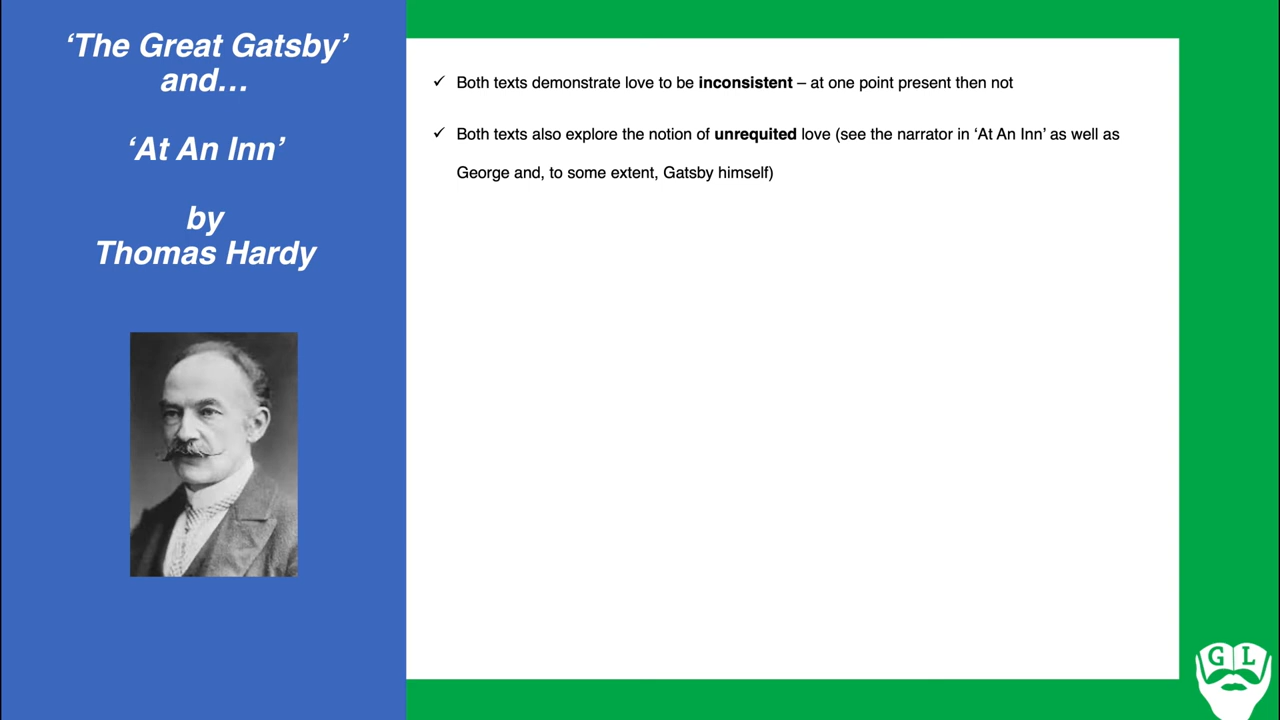 ‘The Great Gatsby’
and…
‘At An Inn’
by
Thomas Hardy
✓ Both texts demonstrate love to be inconsistent – at one point present then not
✓ Both texts also explore the notion of unrequited love (see the narrator in ‘At An Inn’ as well as
George and, to some extent, Gatsby himself)
G L